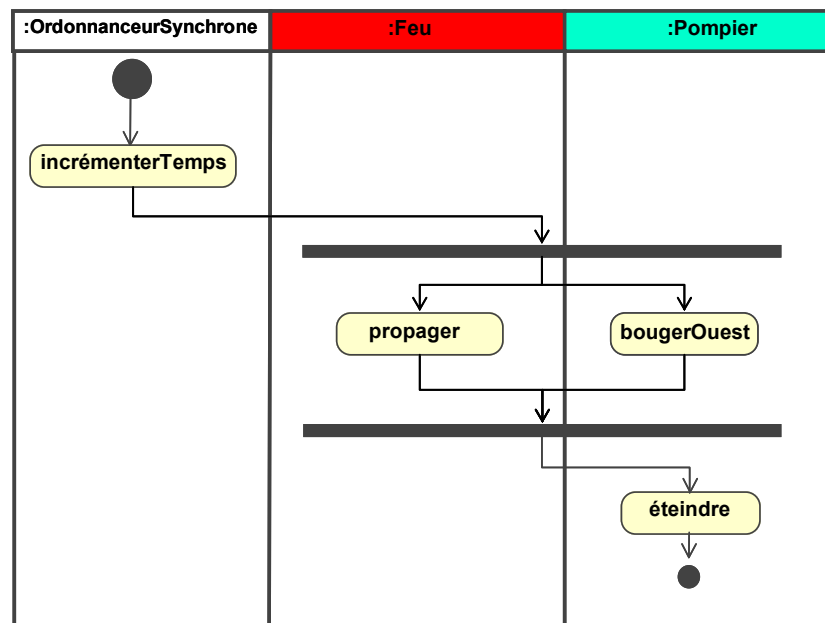 :OrdonnanceurSynchrone
:Feu
:Pompier
incrémenterTemps
propager
bougerOuest
éteindre